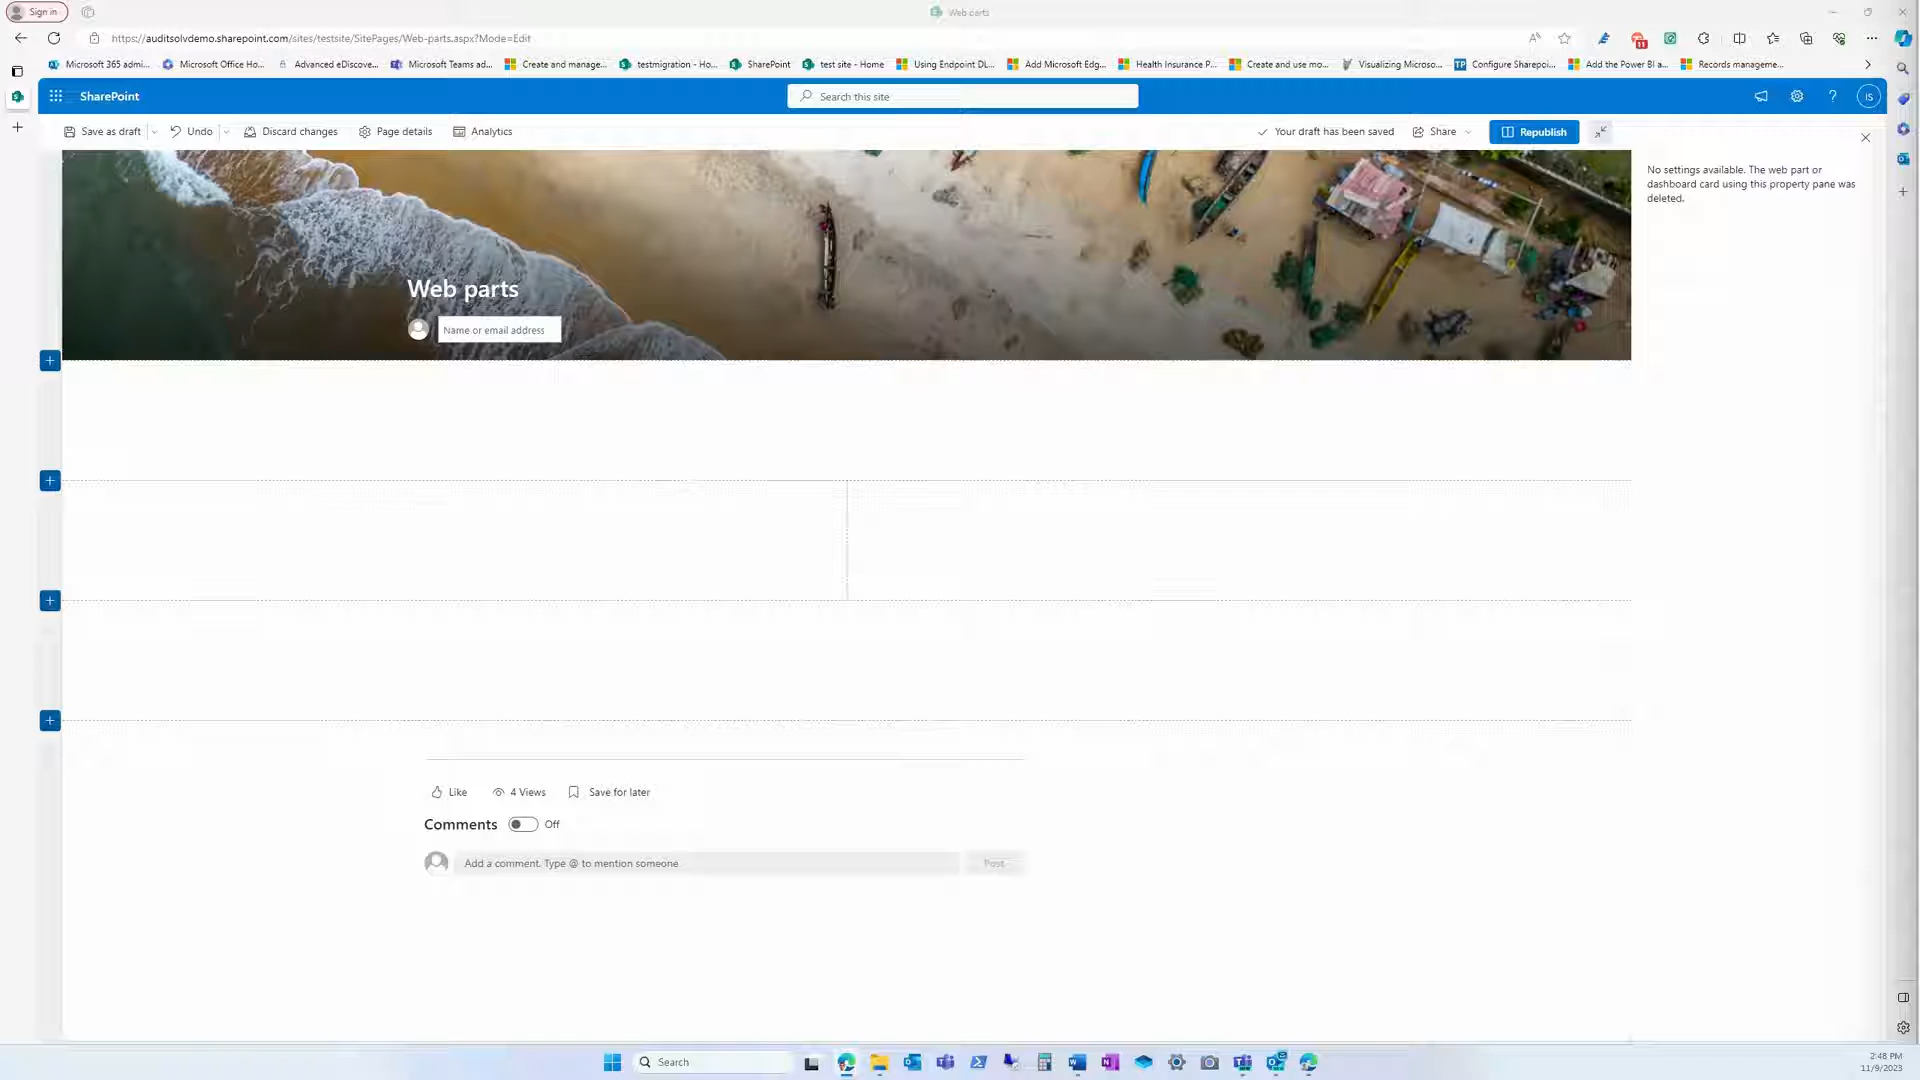 Sign in
Web parts
https://auditsolvdemo.sharepoint.com/sites/testsite/SitePages/Web-parts.aspx?Mode=Edit
11
Microsoft 365 admi...
Microsoft Office Ho...
Advanced eDiscove...
Microsoft Teams ad...
Create and manage...
testmigration - Ho...
SharePoint
test site - Home
Using Endpoint DL...
Add Microsoft Edg...
Health Insurance P...
Create and use mo...
Visualizing Microso...
TP Configure Sharepoi...
Add the Power BI a...
Records manageme...
SharePoint
Search this site
IS
Save as draft
Undo
Discard changes
Page details
Analytics
Your draft has been saved
Share
Republish
No settings available. The web part or
dashboard card using this property pane was
deleted.
Web parts
Name or email address
Like
4 Views
Save for later
Comments
Off
Add a comment. Type @ to mention someone
Post
Search
2:48 PM
11/9/2023